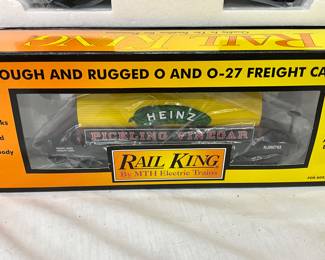 RAIL KING
OUGH AND RUGGED O AND O-27 FREIGHT CA
HEINZ
PICKLING VINEGAR
RAIL KING
By MTH Electric Trains